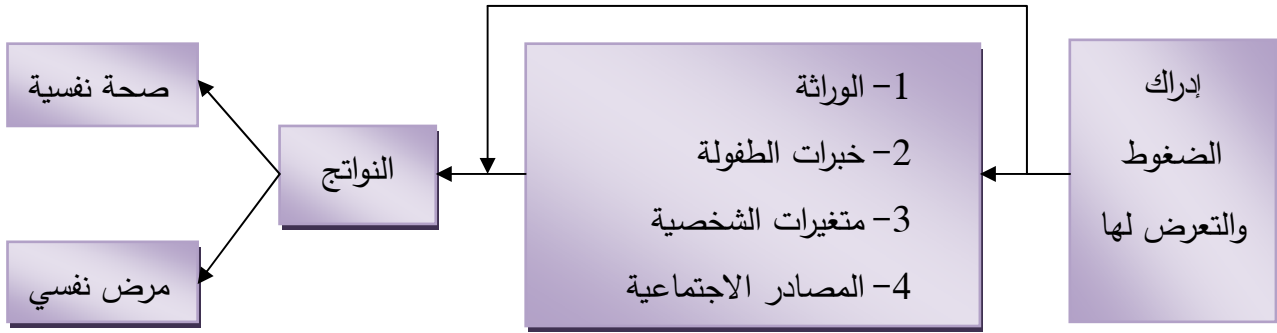 إدراك
الضغوط
والتعرض لها
1- الوراثة
2- خبرات الطفولة
3- متغيرات الشخصية
4- المصادر الاجتماعية
النواتج
صحة نفسية
مرض نفسي